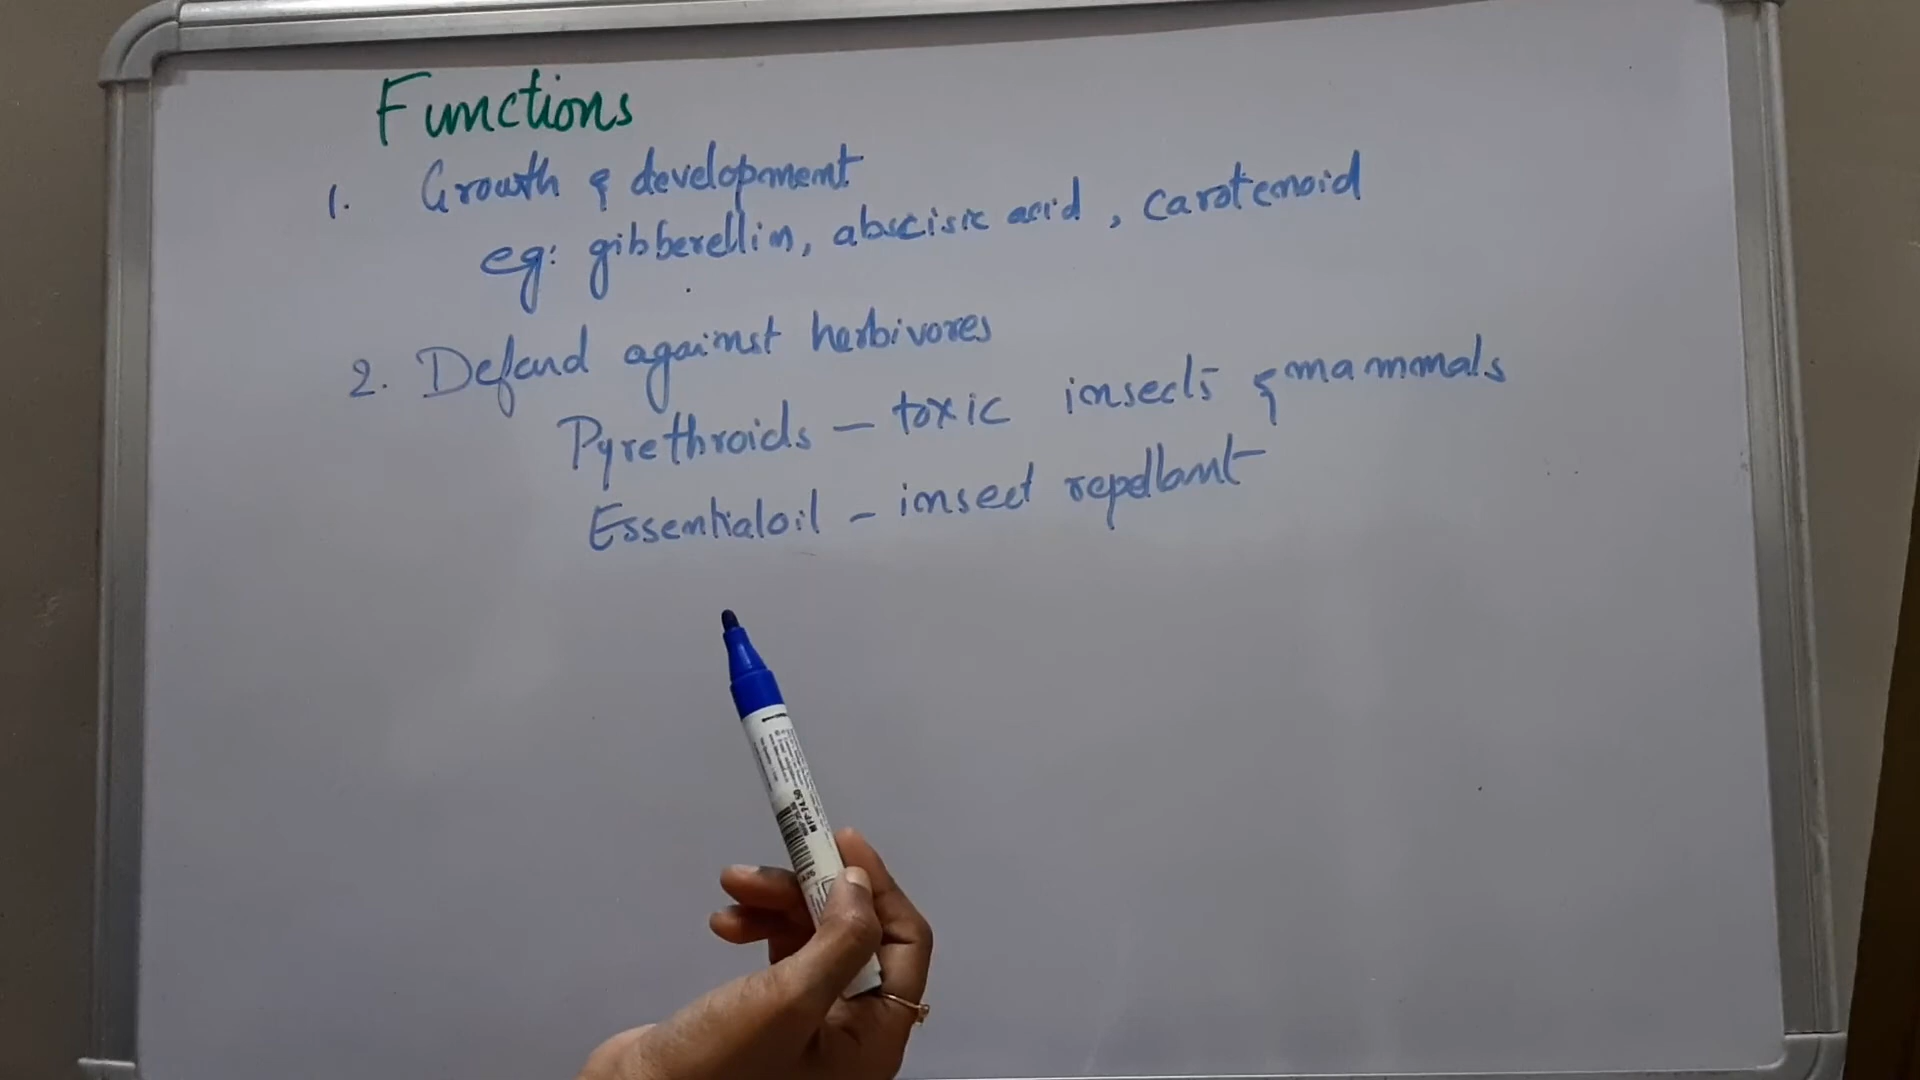 Functions
1. Growth & development
eg: gibberellin, abscisic acid, carotenoid
2. Defend against herbivores
Pyrethroids – toxic insects & mammals
Essentialoil – insect repellant